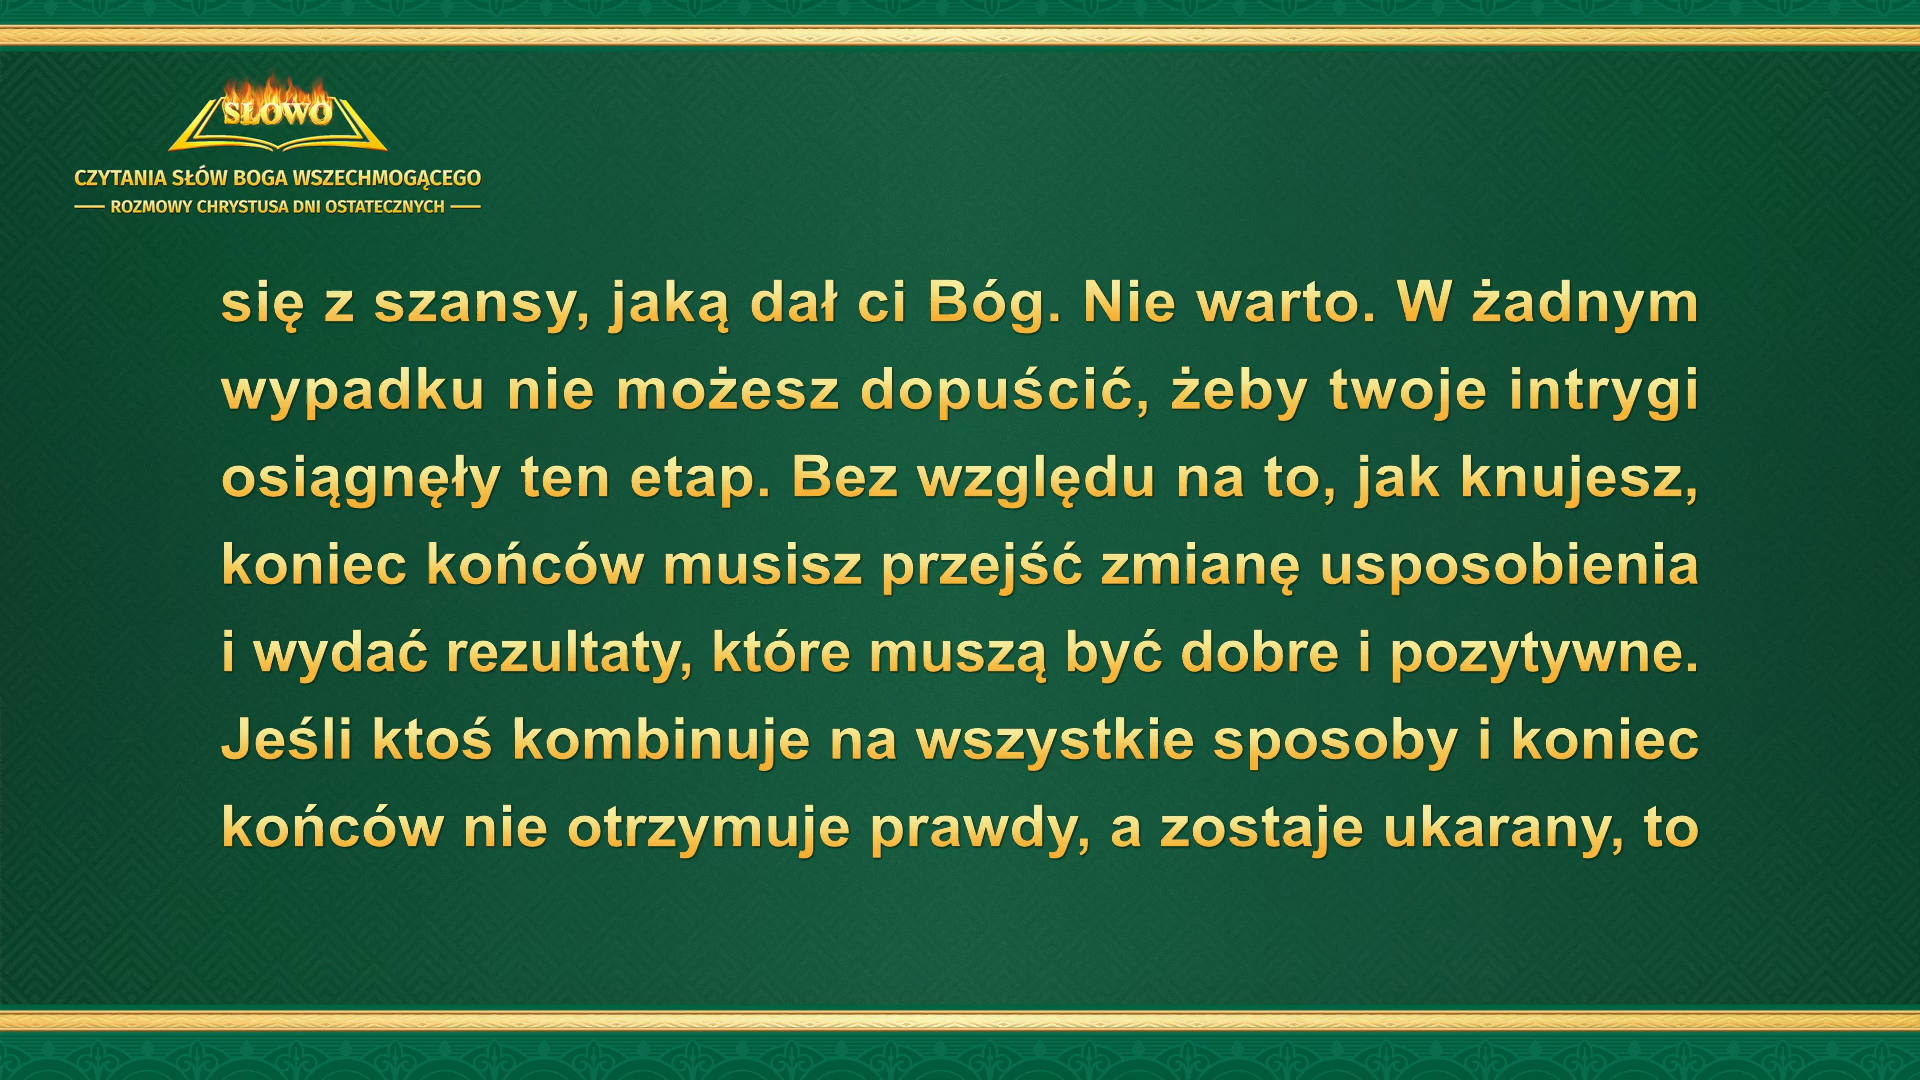 SŁOWO
CZYTANIA SŁÓW BOGA WSZECHMOGĄCEGO
ROZMOWY CHRYSTUSA DNI OSTATECZNYCH
się z szansy, jaką dał ci Bóg. Nie warto. W żadnym
wypadku nie możesz dopuścić, żeby twoje intrygi
osiągnęły ten etap. Bez względu na to, jak knujesz,
koniec końców musisz przejść zmianę usposobienia
i wydać rezultaty, które muszą być dobre i pozytywne.
Jeśli ktoś kombinuje na wszystkie sposoby i koniec
końców nie otrzymuje prawdy, a zostaje ukarany, to